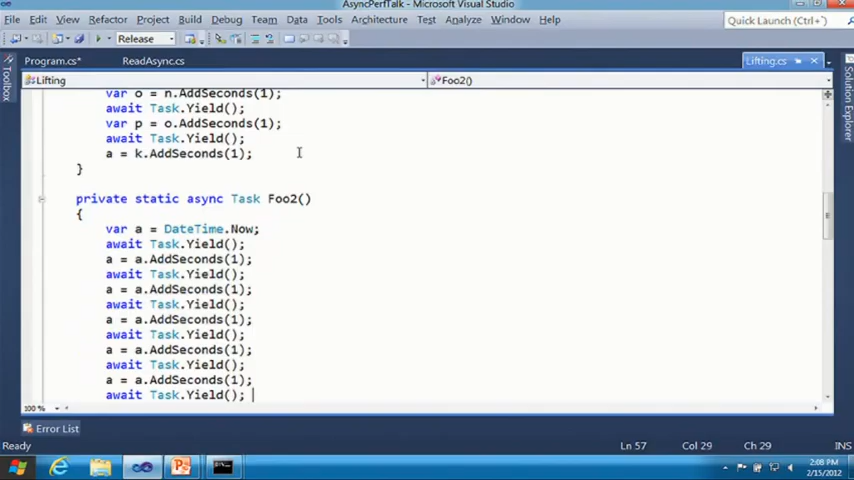 AsyncPerfTalk - Microsoft Visual Studio
File Edit View Refactor Project Build Debug Team Data Tools Architecture Test Analyze Window Help
Quick Launch (Ctrl+')
Release
Program.cs* ReadAsync.cs Lifting.cs
Lifting Foo2()
Toolbox
Solution Explorer
var o = n.AddSeconds(1);
await Task.Yield();
var p = o.AddSeconds(1);
await Task.Yield();
a = k.AddSeconds(1);
}
private static async Task Foo2()
{
var a = DateTime.Now;
await Task.Yield();
a = a.AddSeconds(1);
await Task.Yield();
a = a.AddSeconds(1);
await Task.Yield();
a = a.AddSeconds(1);
await Task.Yield();
a = a.AddSeconds(1);
await Task.Yield();
a = a.AddSeconds(1);
await Task.Yield();
100 %
Error List
Ready Ln 57 Col 29 Ch 29 INS
2:08 PM
2/15/2012